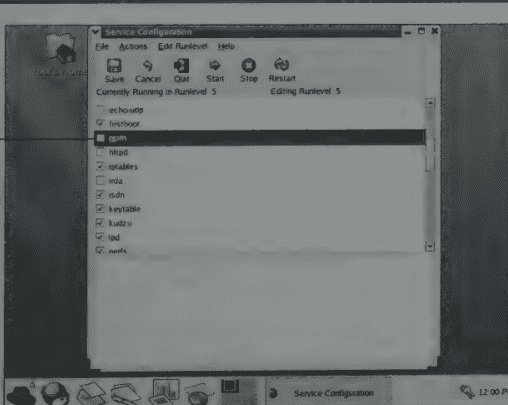 Service Configuration
File Actions Edit Runlevel Help
Save Cancel Quit Start Stop Restart
Currently Running in Runlevel 5 Editing Runlevel 5
echo-udp
firstboot
gpm
httpd
iptables
irda
isdn
keytable
kudzu
lpd
netfs
Service Configuration
12:00 P